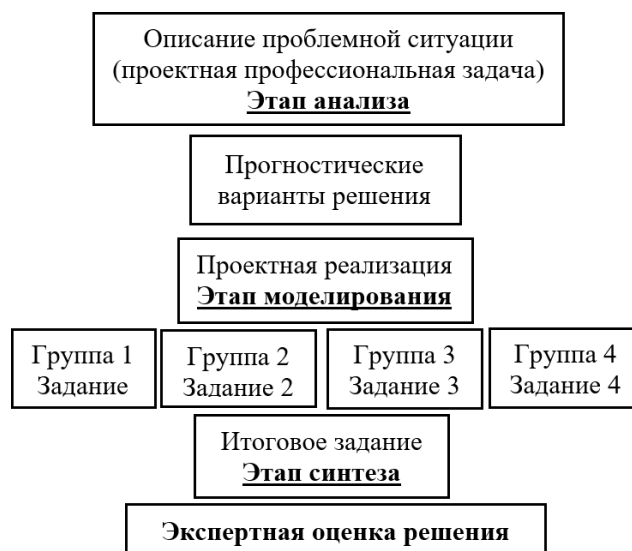 Описание проблемной ситуации
(проектная профессиональная задача)
Этап анализа
Прогностические
варианты решения
Проектная реализация
Этап моделирования
Группа 1
Задание
Группа 2
Задание 2
Группа 3
Задание 3
Группа 4
Задание 4
Итоговое задание
Этап синтеза
Экспертная оценка решения